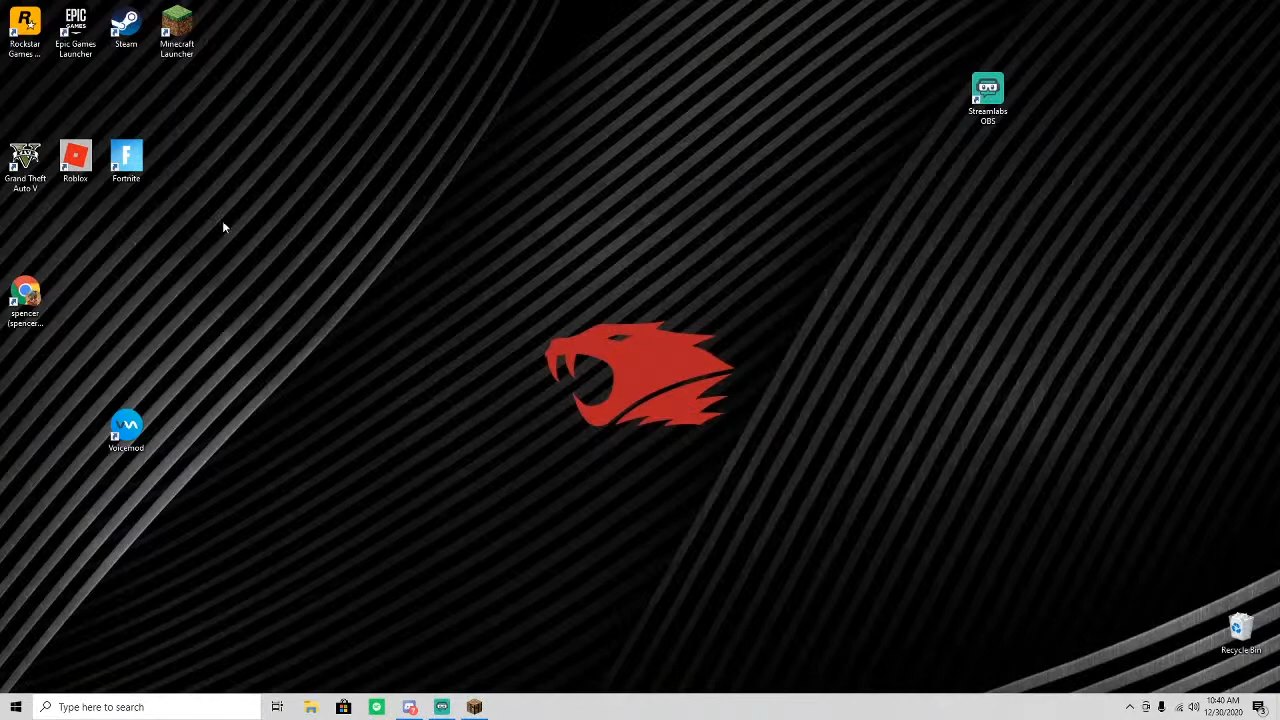 Rockstar
Games ...
EPIC
GAMES
Epic Games
Launcher
Steam
Minecraft
Launcher
Streamlabs
OBS
Grand Theft
Auto V
Roblox
F
Fortnite
spencer
(spencer...
Voicemod
Recycle Bin
Type here to search
10:40 AM
12/30/2020
3